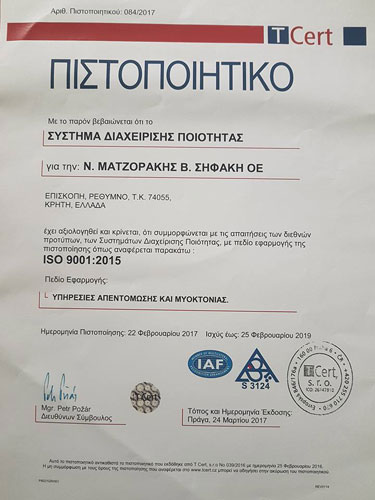 Αριθ. Πιστοποιητικού :084/2017
TCert
ΠΙΣΤΟΠΟΙΗΤΙΚΟ
Με το παρόν βεβαιώνεται ότι το
ΣΥΣΤΗΜΑ ΔΙΑΧΕΙΡΙΣΗΣ ΠΟΙΟΤΗΤΑΣ
για την: Ν. ΜΑΤΖΟΡΑΚΗΣ Β. ΣΗΦΑΚΗ ΟΕ
ΕΠΙΣΚΟΠΗ, ΡΕΘΥΜΝΟ, Τ.Κ. 74055,
ΚΡΗΤΗ, ΕΛΛΑΔΑ
έχει αξιολογηθεί και κρίνεται, ότι συμμορφώνεται με τις απαιτήσεις των διεθνών
προτύπων, των Συστημάτων Διαχείρισης Ποιότητας, με πεδίο εφαρμογής της
πιστοποίησης όπως αναφέρεται παρακάτω :
ISO 9001:2015
Πεδίο Εφαρμογής:
ΥΠΗΡΕΣΙΕΣ ΑΠΕΝΤΟΜΩΣΗΣ ΚΑΙ ΜΥΟΚΤΟΝΙΑΣ.
Ημερομηνία Πιστοποίησης: 22 Φεβρουαρίου 2017 Ισχύς έως: 25 Φεβρουαρίου 2019
IAF
S 3124
TCert
s. r. o.
TCert
Mgr. Petr Požár
Διευθύνων Σύμβουλος
Τόπος και Ημερομηνία Έκδοσης:
Πράγα, 24 Μαρτίου 2017